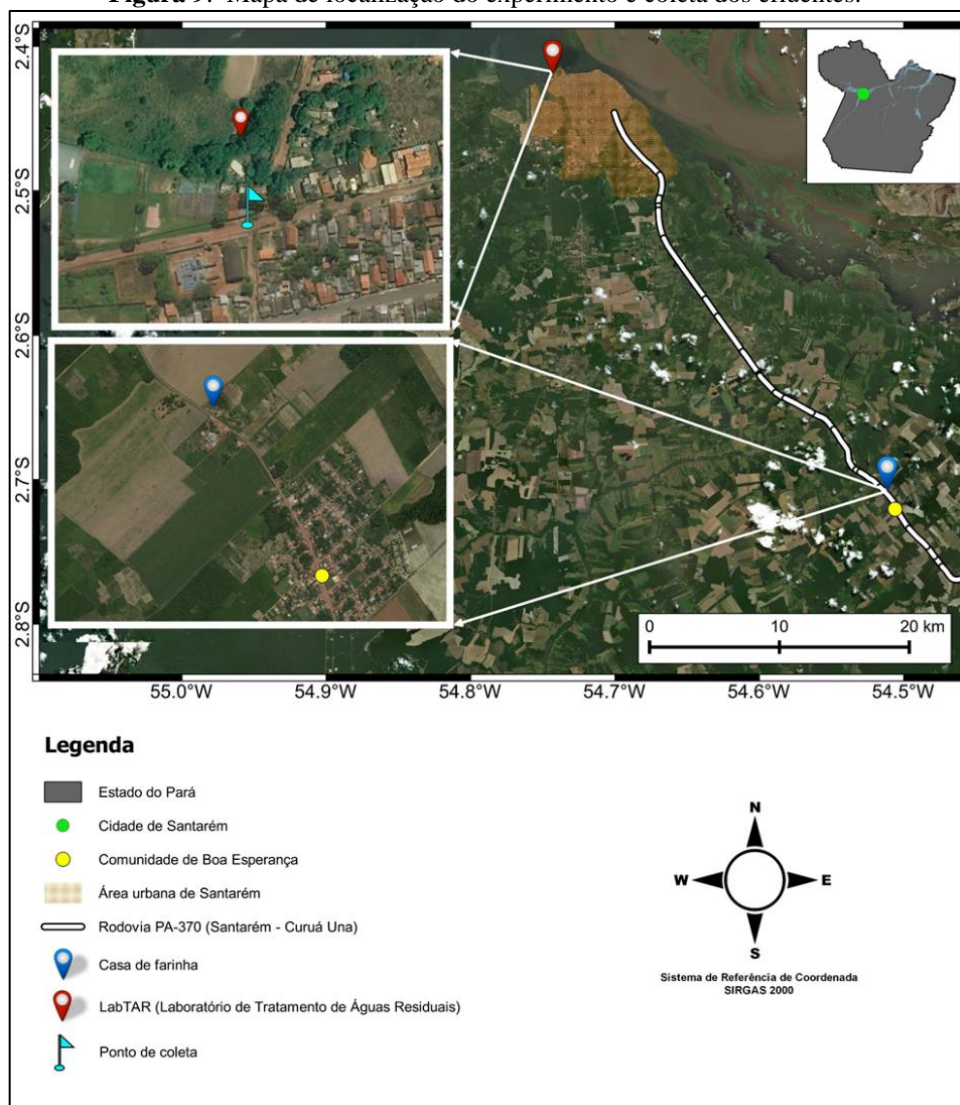 Figura 9: Mapa de localização do experimento e coleta dos efluentes.
2.4°S
2.5°S
2.6°S
2.7°S
2.8°S
0 10 20 km
55.0°W 54.9°W 54.8°W 54.7°W 54.6°W 54.5°W
Legenda
Estado do Pará
Cidade de Santarém
Comunidade de Boa Esperança
Área urbana de Santarém
Rodovia PA-370 (Santarém - Curuá Una)
Casa de farinha
LabTAR (Laboratório de Tratamento de Águas Residuais)
Ponto de coleta
N
W E
S
Sistema de Referência de Coordenada
SIRGAS 2000